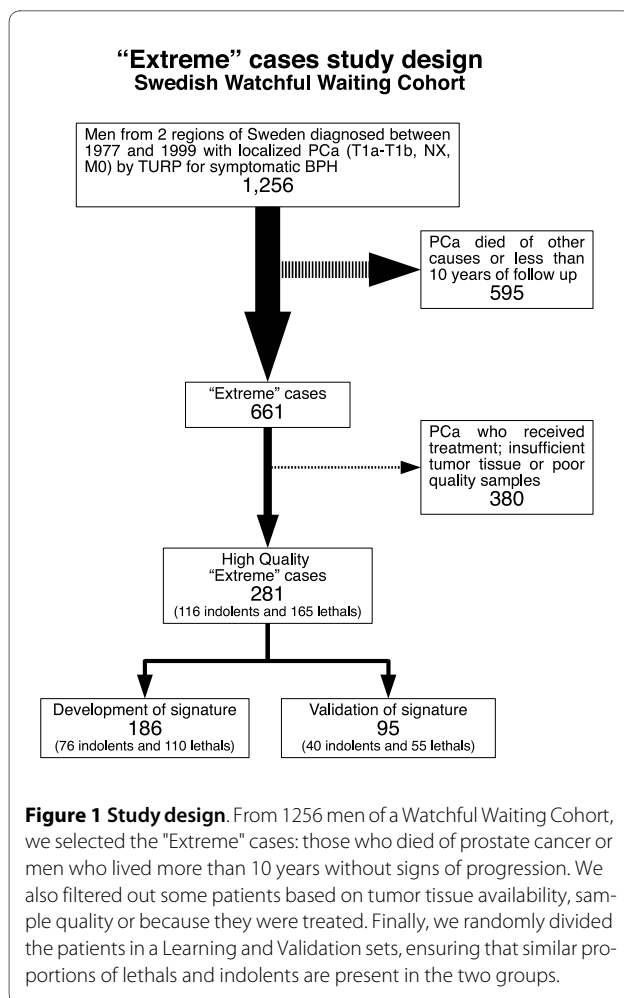 “Extreme” cases study design
Swedish Watchful Waiting Cohort
Men from 2 regions of Sweden diagnosed between
1977 and 1999 with localized PCa (T1a-T1b, NX,
M0) by TURP for symptomatic BPH
1,256
PCa died of other
causes or less than
10 years of follow up
595
“Extreme” cases
661
PCa who received
treatment; insufficient
tumor tissue or poor
quality samples
380
High Quality
“Extreme” cases
281
(116 indolents and 165 lethals)
Development of signature
186
(76 indolents and 110 lethals)
Validation of signature
95
(40 indolents and 55 lethals)
Figure 1 Study design. From 1256 men of a Watchful Waiting Cohort,
we selected the "Extreme" cases: those who died of prostate cancer or
men who lived more than 10 years without signs of progression. We
also filtered out some patients based on tumor tissue availability, sam-
ple quality or because they were treated. Finally, we randomly divided
the patients in a Learning and Validation sets, ensuring that similar pro-
portions of lethals and indolents are present in the two groups.